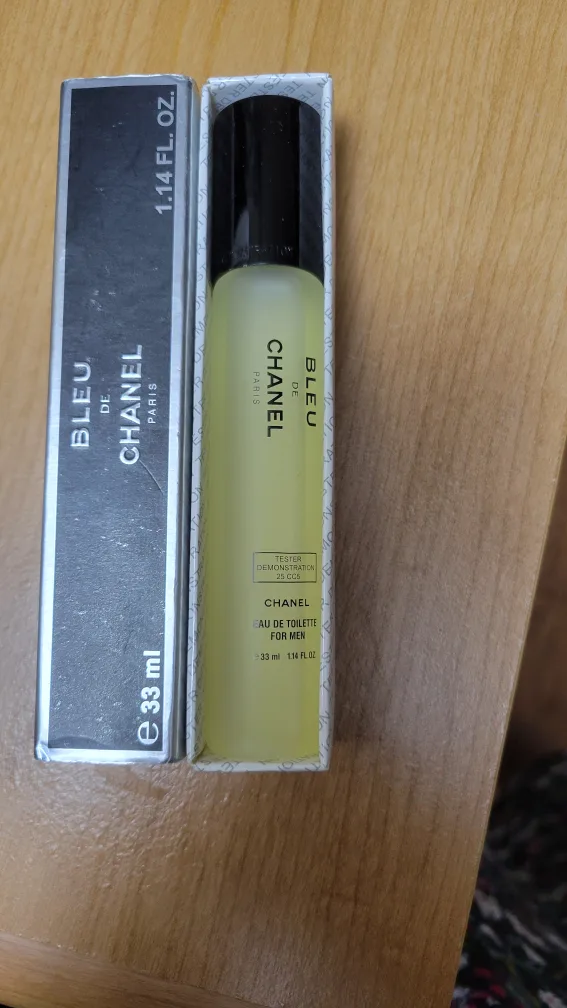 BLEU
DE
CHANEL
PARIS
1.14 FL. OZ.
e 33 ml
BLEU
DE
CHANEL
PARIS
TESTER
DEMONSTRATION
25 CC5
CHANEL
EAU DE TOILETTE
FOR MEN
e 33 ml 1.14 FL.OZ.